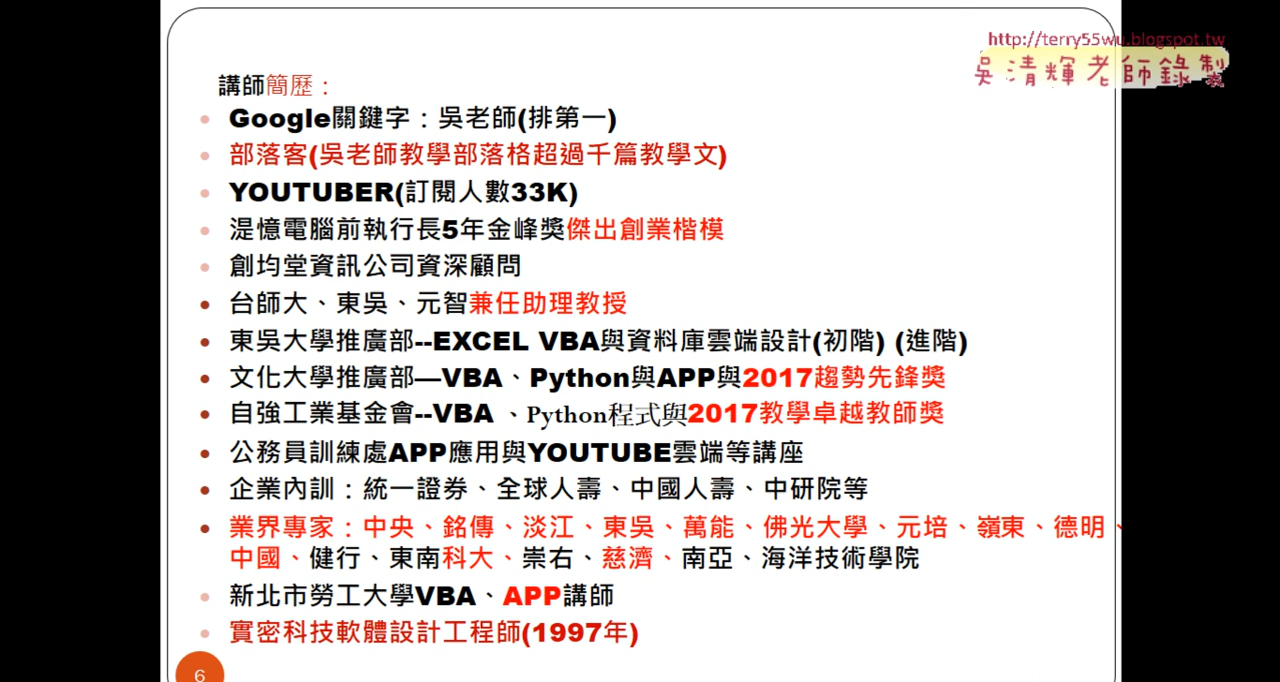 http://terry55wu.blogspot.tw
吳清輝老師錄製
講師簡歷：
Google關鍵字：吳老師(排第一)
部落客(吳老師教學部落格超過千篇教學文)
YOUTUBER(訂閱人數33K)
湜憶電腦前執行長5年金峰獎傑出創業楷模
創均堂資訊公司資深顧問
台師大、東吳、元智兼任助理教授
東吳大學推廣部--EXCEL VBA與資料庫雲端設計(初階) (進階)
文化大學推廣部—VBA、Python與APP與2017趨勢先鋒獎
自強工業基金會--VBA 、Python程式與2017教學卓越教師獎
公務員訓練處APP應用與YOUTUBE雲端等講座
企業內訓：統一證券、全球人壽、中國人壽、中研院等
業界專家：中央、銘傳、淡江、東吳、萬能、佛光大學、元培、嶺東、德明、
中國、健行、東南科大、崇右、慈濟、南亞、海洋技術學院
新北市勞工大學VBA、APP講師
實密科技軟體設計工程師(1997年)
6